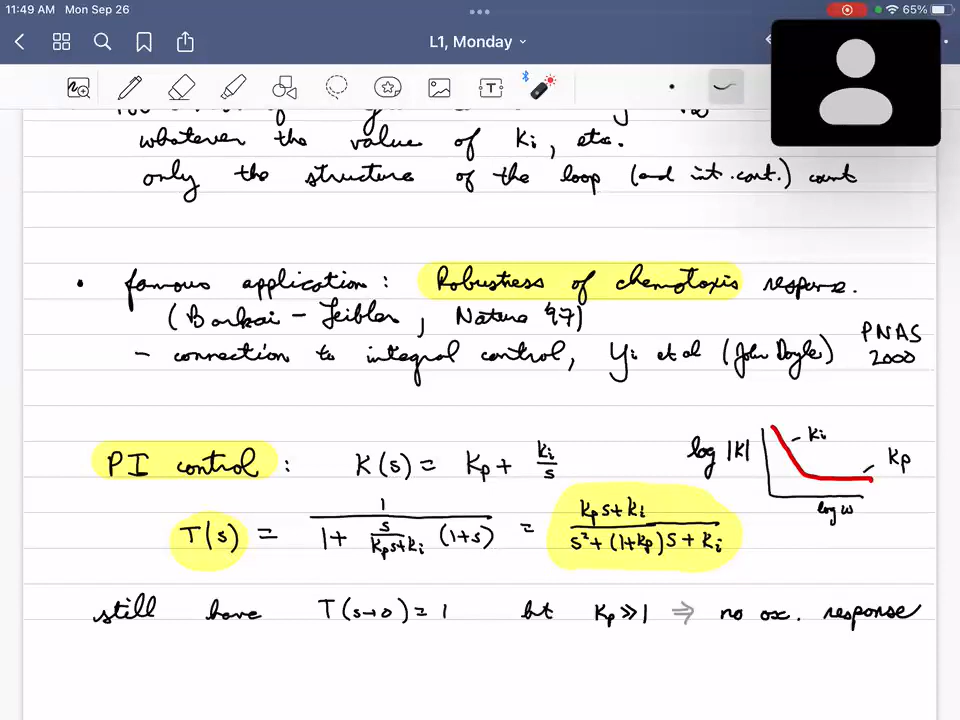 11:49 AM Mon Sep 26
65%
L1, Monday
whatever the value of Ki, etc.
only the structure of the loop (and int. cont.) count
• famous application: Robustness of chemotaxis response.
(Barkai - Leibler, Nature '97)
- connection to integral control, Yi et al (John Doyle) PNAS 2000
PI control: K(s) = Kp + ki/s
log |K|
Ki
Kp
log ω
T(s) = 1 / (1 + s/(Kps+ki) (1+s)) = (kps+ki) / (s²+(1+kp)s+ki)
still have T(s→0) = 1 but Kp ≫ 1 ⇒ no osc. response